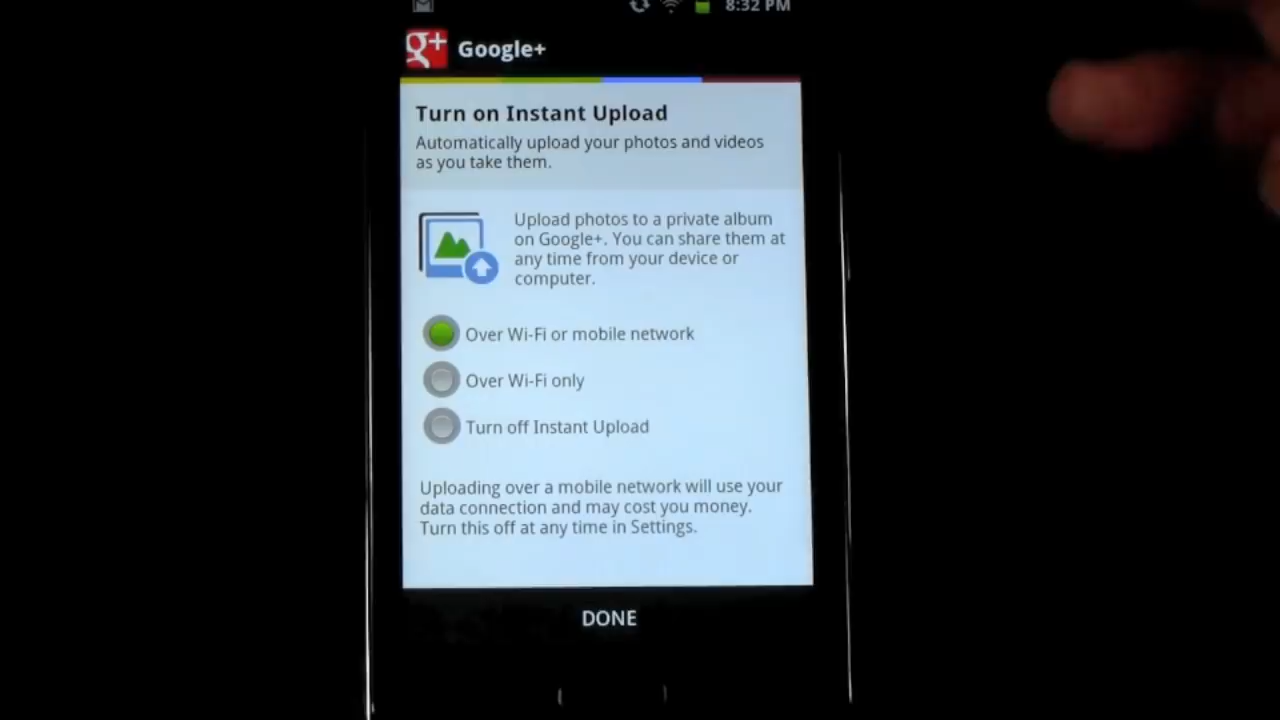 8:32 PM
g+ Google+
Turn on Instant Upload
Automatically upload your photos and videos
as you take them.
Upload photos to a private album
on Google+. You can share them at
any time from your device or
computer.
Over Wi-Fi or mobile network
Over Wi-Fi only
Turn off Instant Upload
Uploading over a mobile network will use your
data connection and may cost you money.
Turn this off at any time in Settings.
DONE